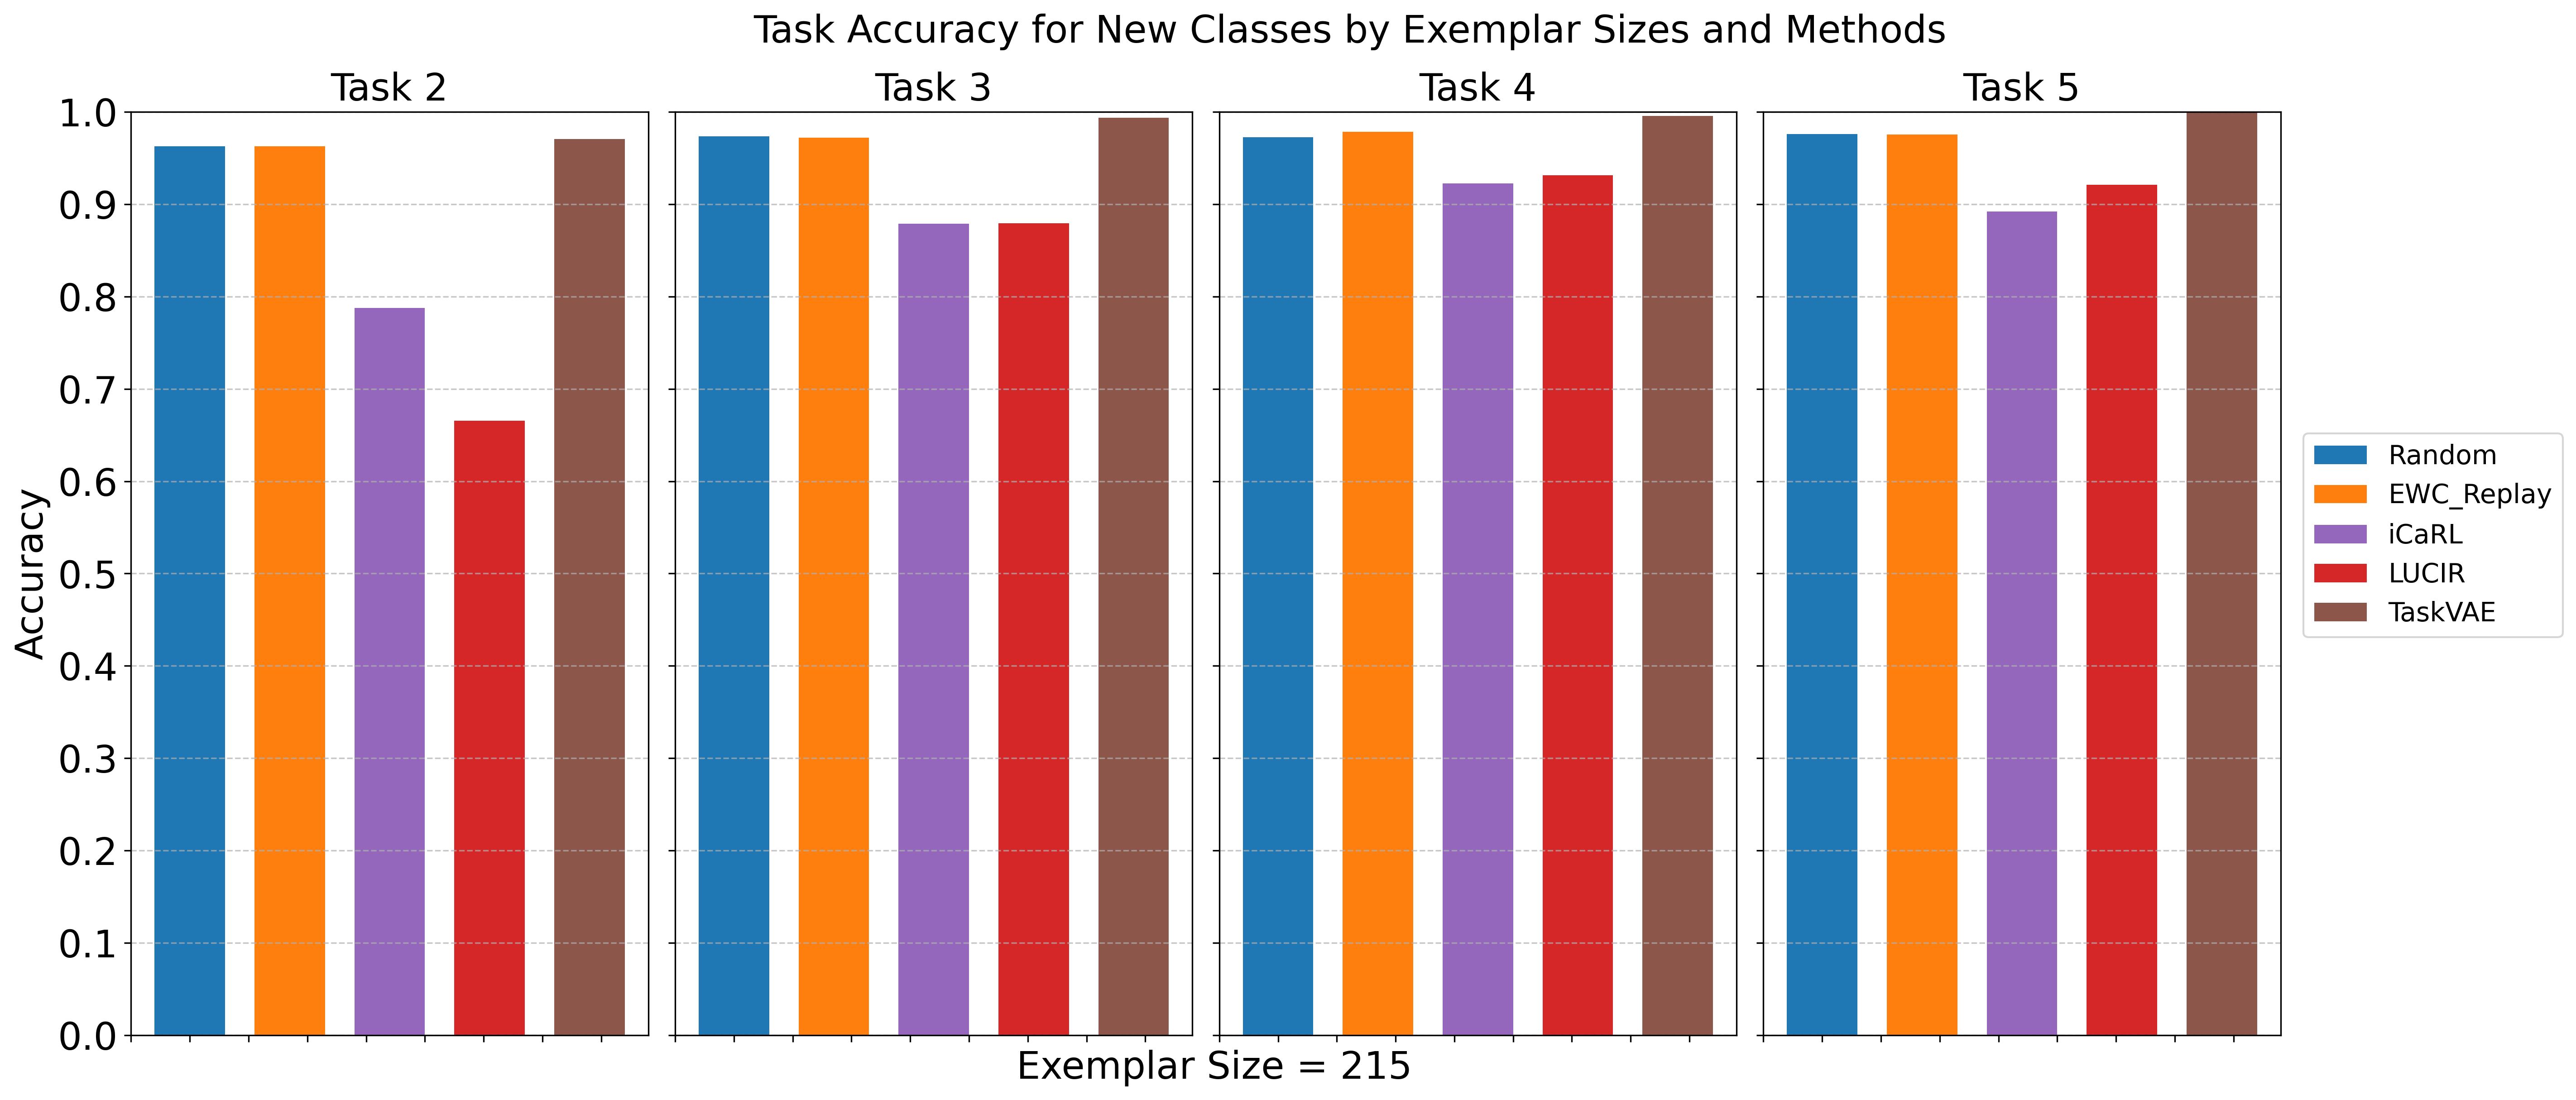 Task Accuracy for New Classes by Exemplar Sizes and Methods
Task 2
Task 3
Task 4
Task 5
1.0
0.9
0.8
0.7
0.6
0.5
0.4
0.3
0.2
0.1
0.0
Accuracy
Exemplar Size = 215
Random
EWC_Replay
iCaRL
LUCIR
TaskVAE